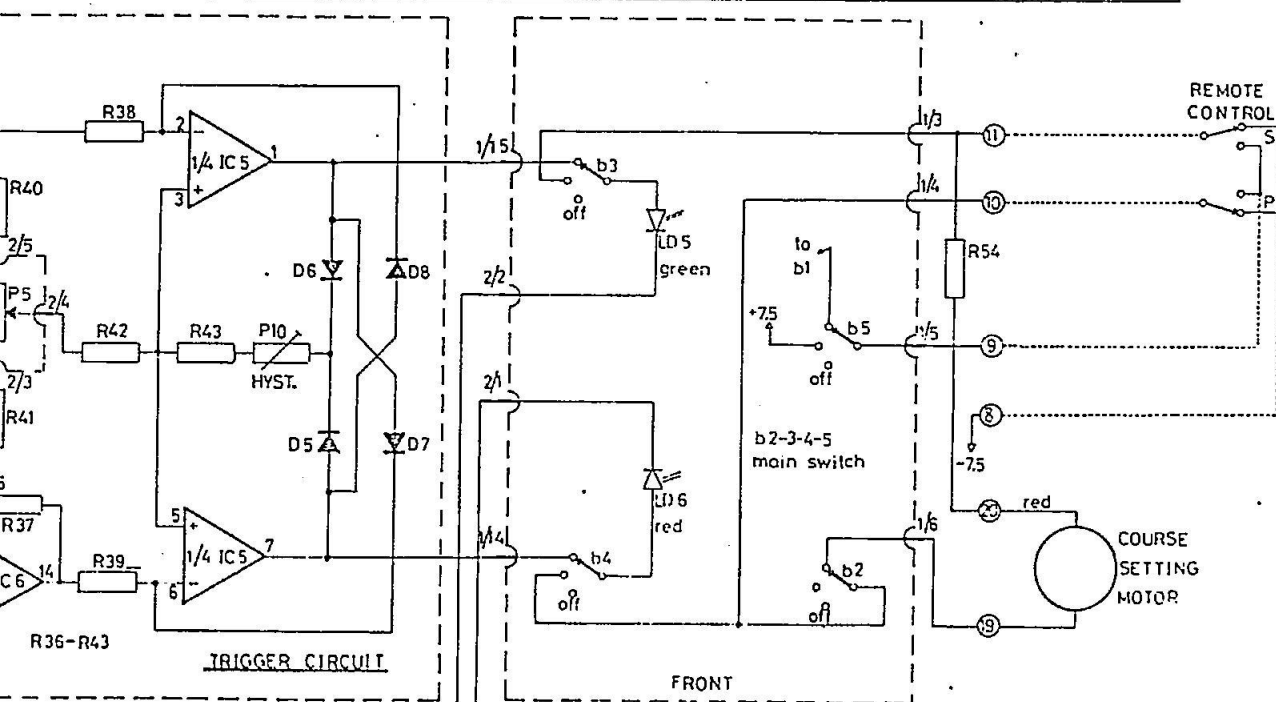 R38
2
-
1/4 IC5
1
+
3
R40
2/5
P5
2/4
R42
R43
P10
HYST.
2/3
R41
D6
D8
D5
D7
R37
14
R39
5
+
1/4 IC5
7
-
6
R36-R43
TRIGGER CIRCUIT
1/15
b3
off
LD5
green
2/2
to
b1
+7.5
b5
off
2/1
b2-3-4-5
main switch
LD6
red
1/14
b4
off
b2
off
FRONT
1/3
11
1/4
10
R54
1/5
9
8
-7.5
20
red
1/6
19
COURSE
SETTING
MOTOR
REMOTE
CONTROL
S
P